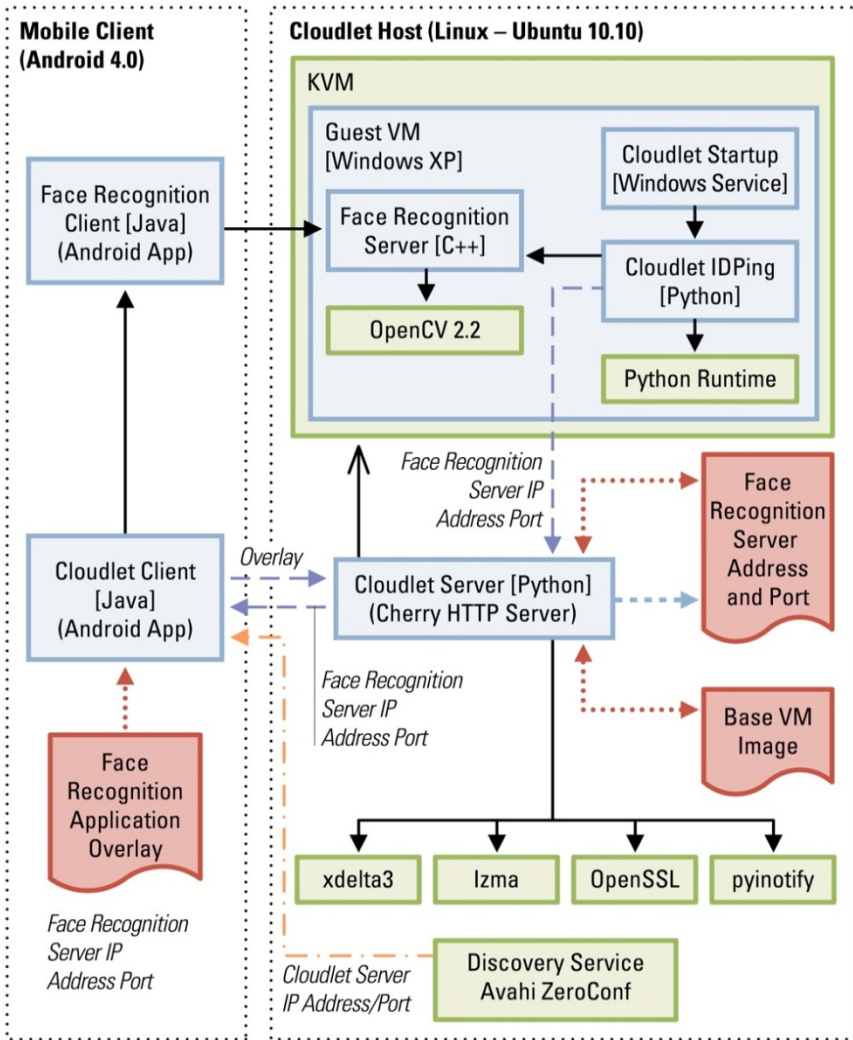 Mobile Client
(Android 4.0)
Cloudlet Host (Linux – Ubuntu 10.10)
KVM
Guest VM
[Windows XP]
Cloudlet Startup
[Windows Service]
Face Recognition
Client [Java]
(Android App)
Face Recognition
Server [C++]
Cloudlet IDPing
[Python]
OpenCV 2.2
Python Runtime
Face Recognition
Server IP
Address Port
Face
Recognition
Server
Address
and Port
Cloudlet Client
[Java]
(Android App)
Overlay
Cloudlet Server [Python]
(Cherry HTTP Server)
Face Recognition
Server IP
Address Port
Base VM
Image
Face
Recognition
Application
Overlay
xdelta3
lzma
OpenSSL
pyinotify
Face Recognition
Server IP
Address Port
Cloudlet Server
IP Address/Port
Discovery Service
Avahi ZeroConf